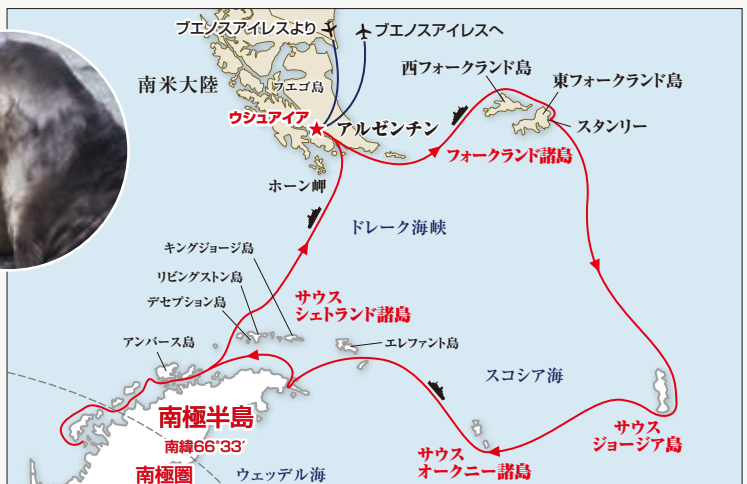 ブエノスアイレスより
ブエノスアイレスへ
南米大陸
フエゴ島
西フォークランド島
東フォークランド島
ウシュアイア
アルゼンチン
スタンリー
フォークランド諸島
ホーン岬
ドレーク海峡
キングジョージ島
リビングストン島
デセプション島
サウス
シェトランド諸島
アンバース島
エレファント島
スコシア海
南極半島
南緯66°33′
南極圏
ウェッデル海
サウス
オークニー諸島
サウス
ジョージア島